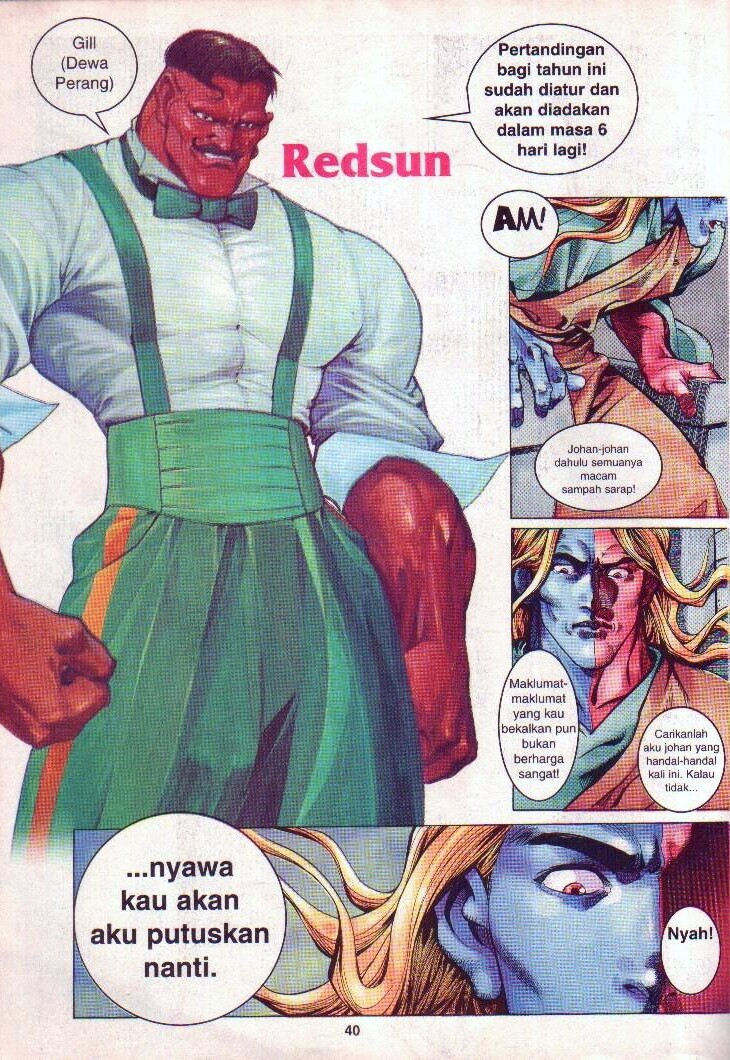 Gill
(Dewa
Perang)
Pertandingan
bagi tahun ini
sudah diatur dan
akan diadakan
dalam masa 6
hari lagi!
Redsun
AM!
Johan-johan
dahulu semuanya
macam
sampah sarap!
Maklumat-
maklumat
yang kau
bekalkan pun
bukan
berharga
sangat!
Carikanlah
aku johan yang
handal-handal
kali ini. Kalau
tidak...
...nyawa
kau akan
aku putuskan
nanti.
Nyah!
40